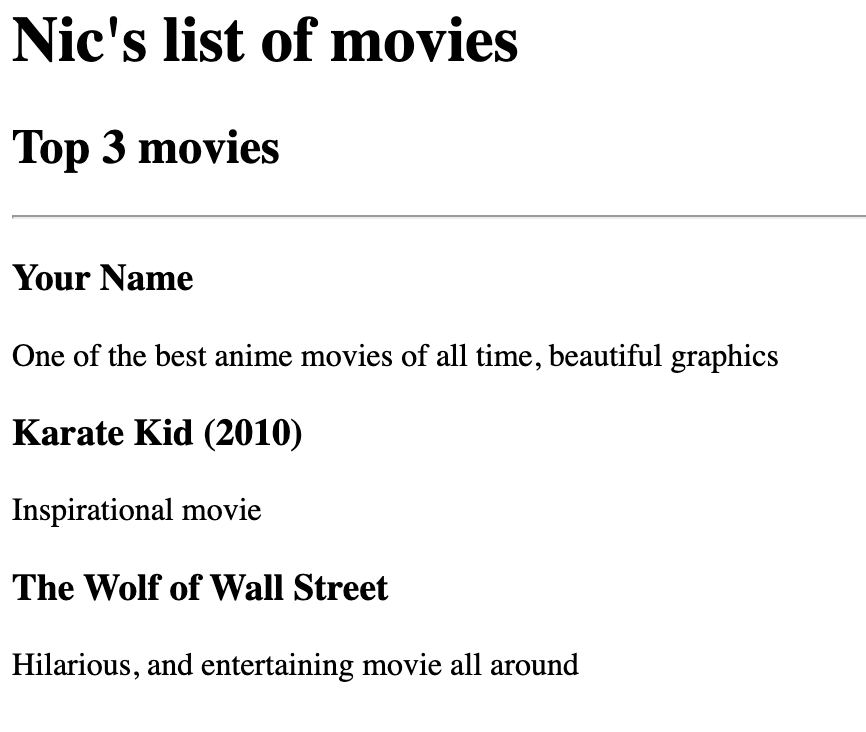 Nic's list of movies
Top 3 movies
Your Name
One of the best anime movies of all time, beautiful graphics
Karate Kid (2010)
Inspirational movie
The Wolf of Wall Street
Hilarious, and entertaining movie all around